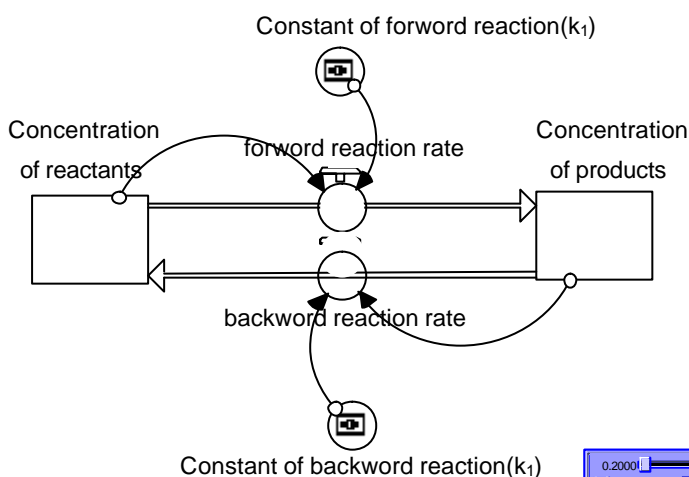 Constant of forword reaction(k₁)
Concentration
of reactants
forword reaction rate
Concentration
of products
backword reaction rate
Constant of backword reaction(k₁)
0.2000